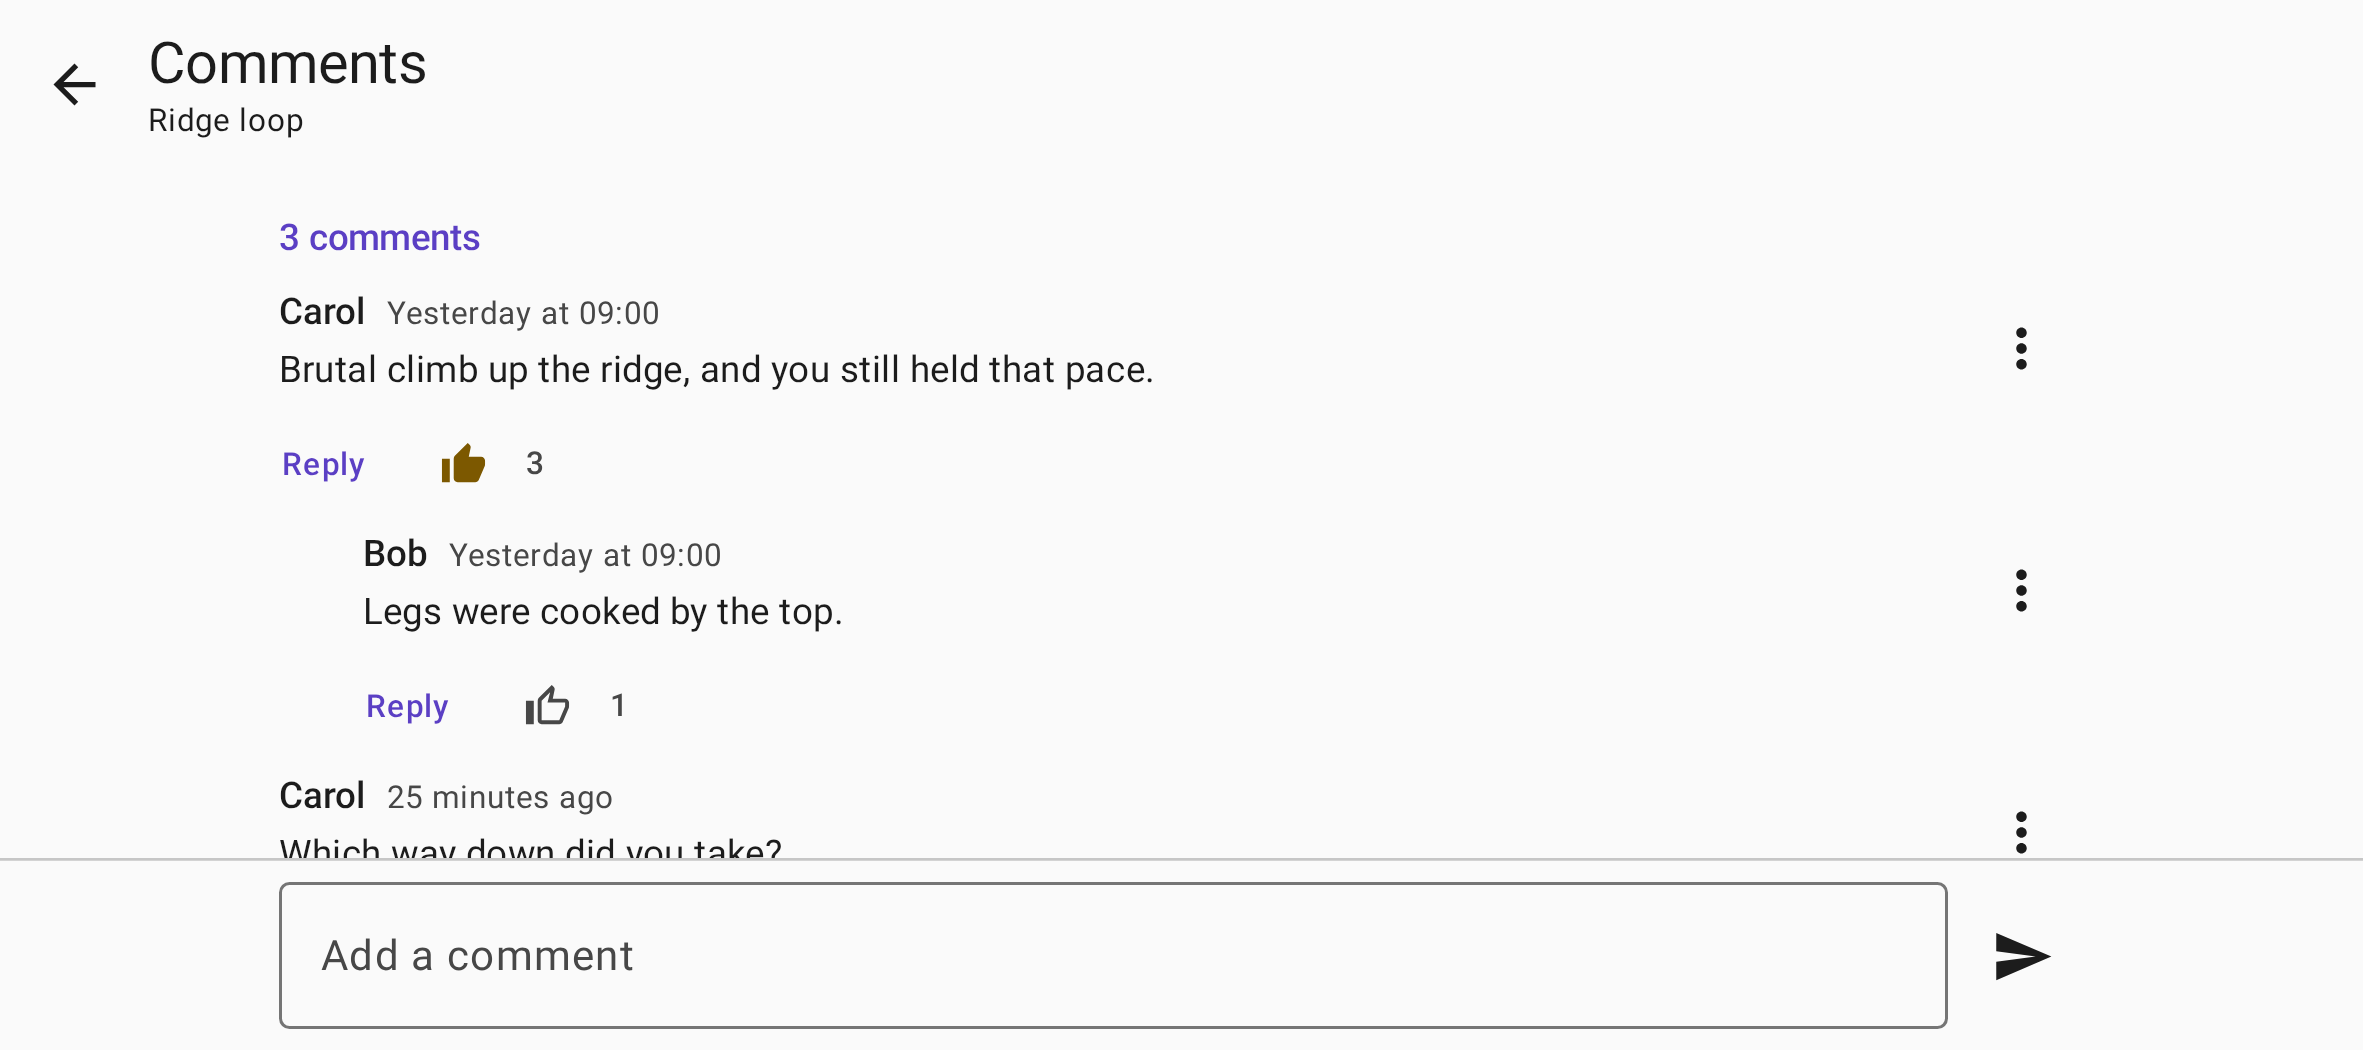 Comments
Ridge loop
3 comments
Carol Yesterday at 09:00
Brutal climb up the ridge, and you still held that pace.
Reply 3
Bob Yesterday at 09:00
Legs were cooked by the top.
Reply 1
Carol 25 minutes ago
Which way down did you take?
Add a comment